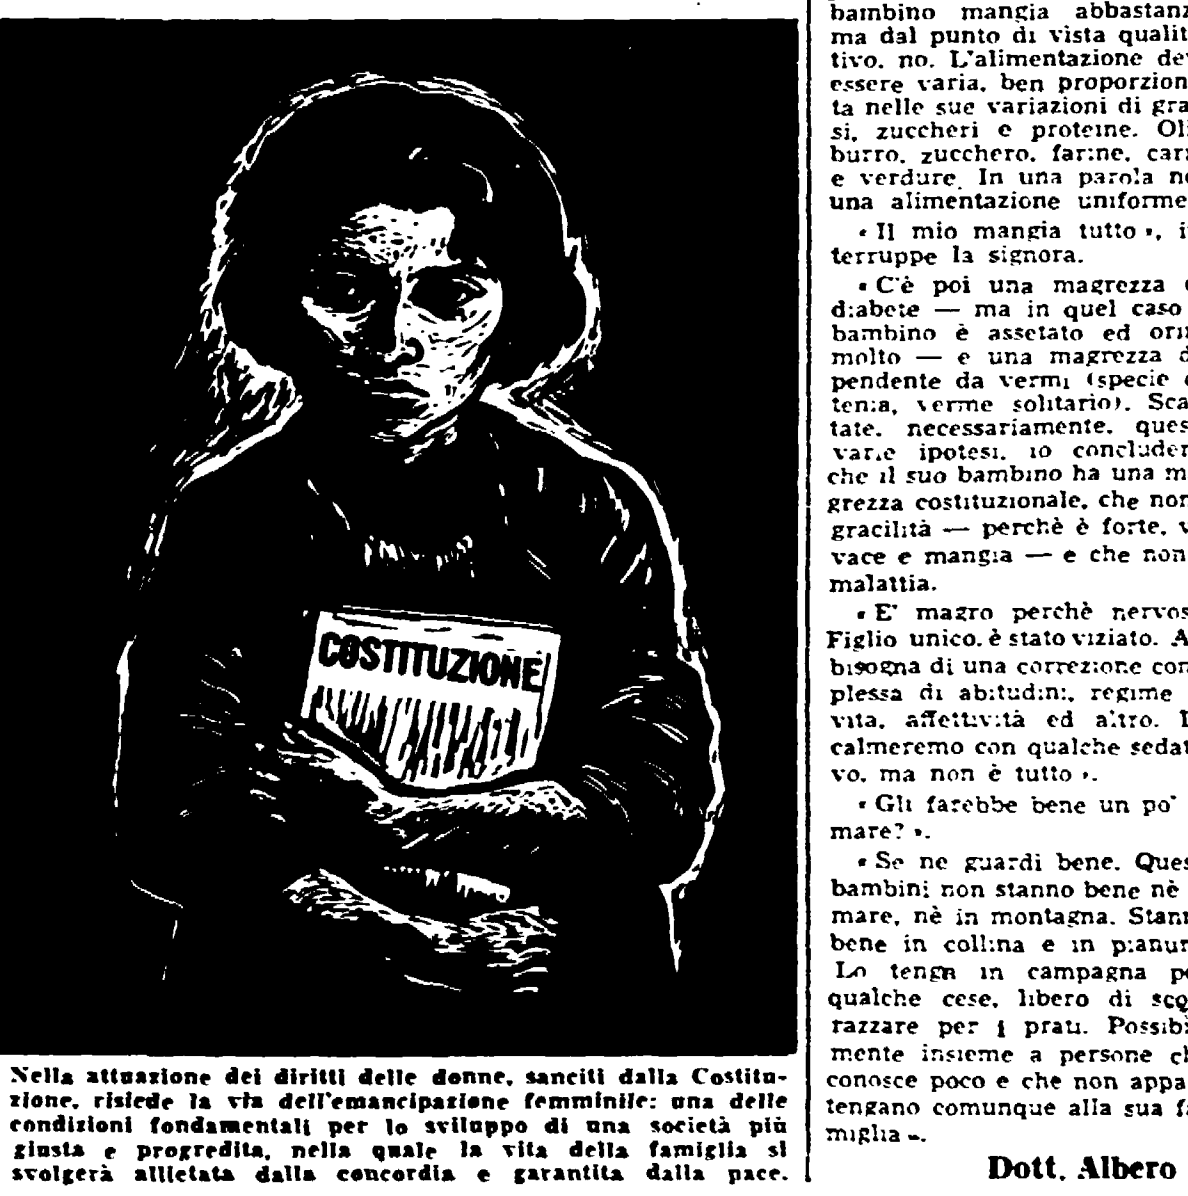 COSTITUZIONE
Nella attuazione dei diritti delle donne, sanciti dalla Costitu-
zione, risiede la via dell'emancipazione femminile: una delle
condizioni fondamentali per lo sviluppo di una società più
giusta e progredita, nella quale la vita della famiglia si
svolgerà allietata dalla concordia e garantita dalla pace.
bambino mangia abbastanz
ma dal punto di vista qualit
tivo, no. L'alimentazione de
essere varia, ben proporzion
ta nelle sue variazioni di gra
si, zuccheri e proteine. Oli
burro, zucchero, farine, car
e verdure. In una parola no
una alimentazione uniforme
« Il mio mangia tutto », i
terruppe la signora.
« C'è poi una magrezza
diabete — ma in quel caso
bambino è assetato ed ori
molto — e una magrezza d
pendente da vermi (specie
tenia, verme solitario). Sca
tate, necessariamente, ques
varie ipotesi, io concluder
che il suo bambino ha una m
grezza costituzionale, che non
gracilità — perchè è forte, v
vace e mangia — e che non
malattia.
« E' magro perchè nervos
Figlio unico, è stato viziato. A
bisogna di una correzione com
plessa di abitudini, regime
vita, affettività ed altro. L
calmeremo con qualche sedat
vo, ma non è tutto ».
« Gli farebbe bene un po'
mare? ».
« Se ne guardi bene. Ques
bambini non stanno bene nè
mare, nè in montagna. Stann
bene in collina e in pianur
Lo tenga in campagna pe
qualche cese, libero di scq
razzare per i prati. Possibi
mente insieme a persone ch
conosce poco e che non appa
tengano comunque alla sua fa
miglia ».
Dott. Albero